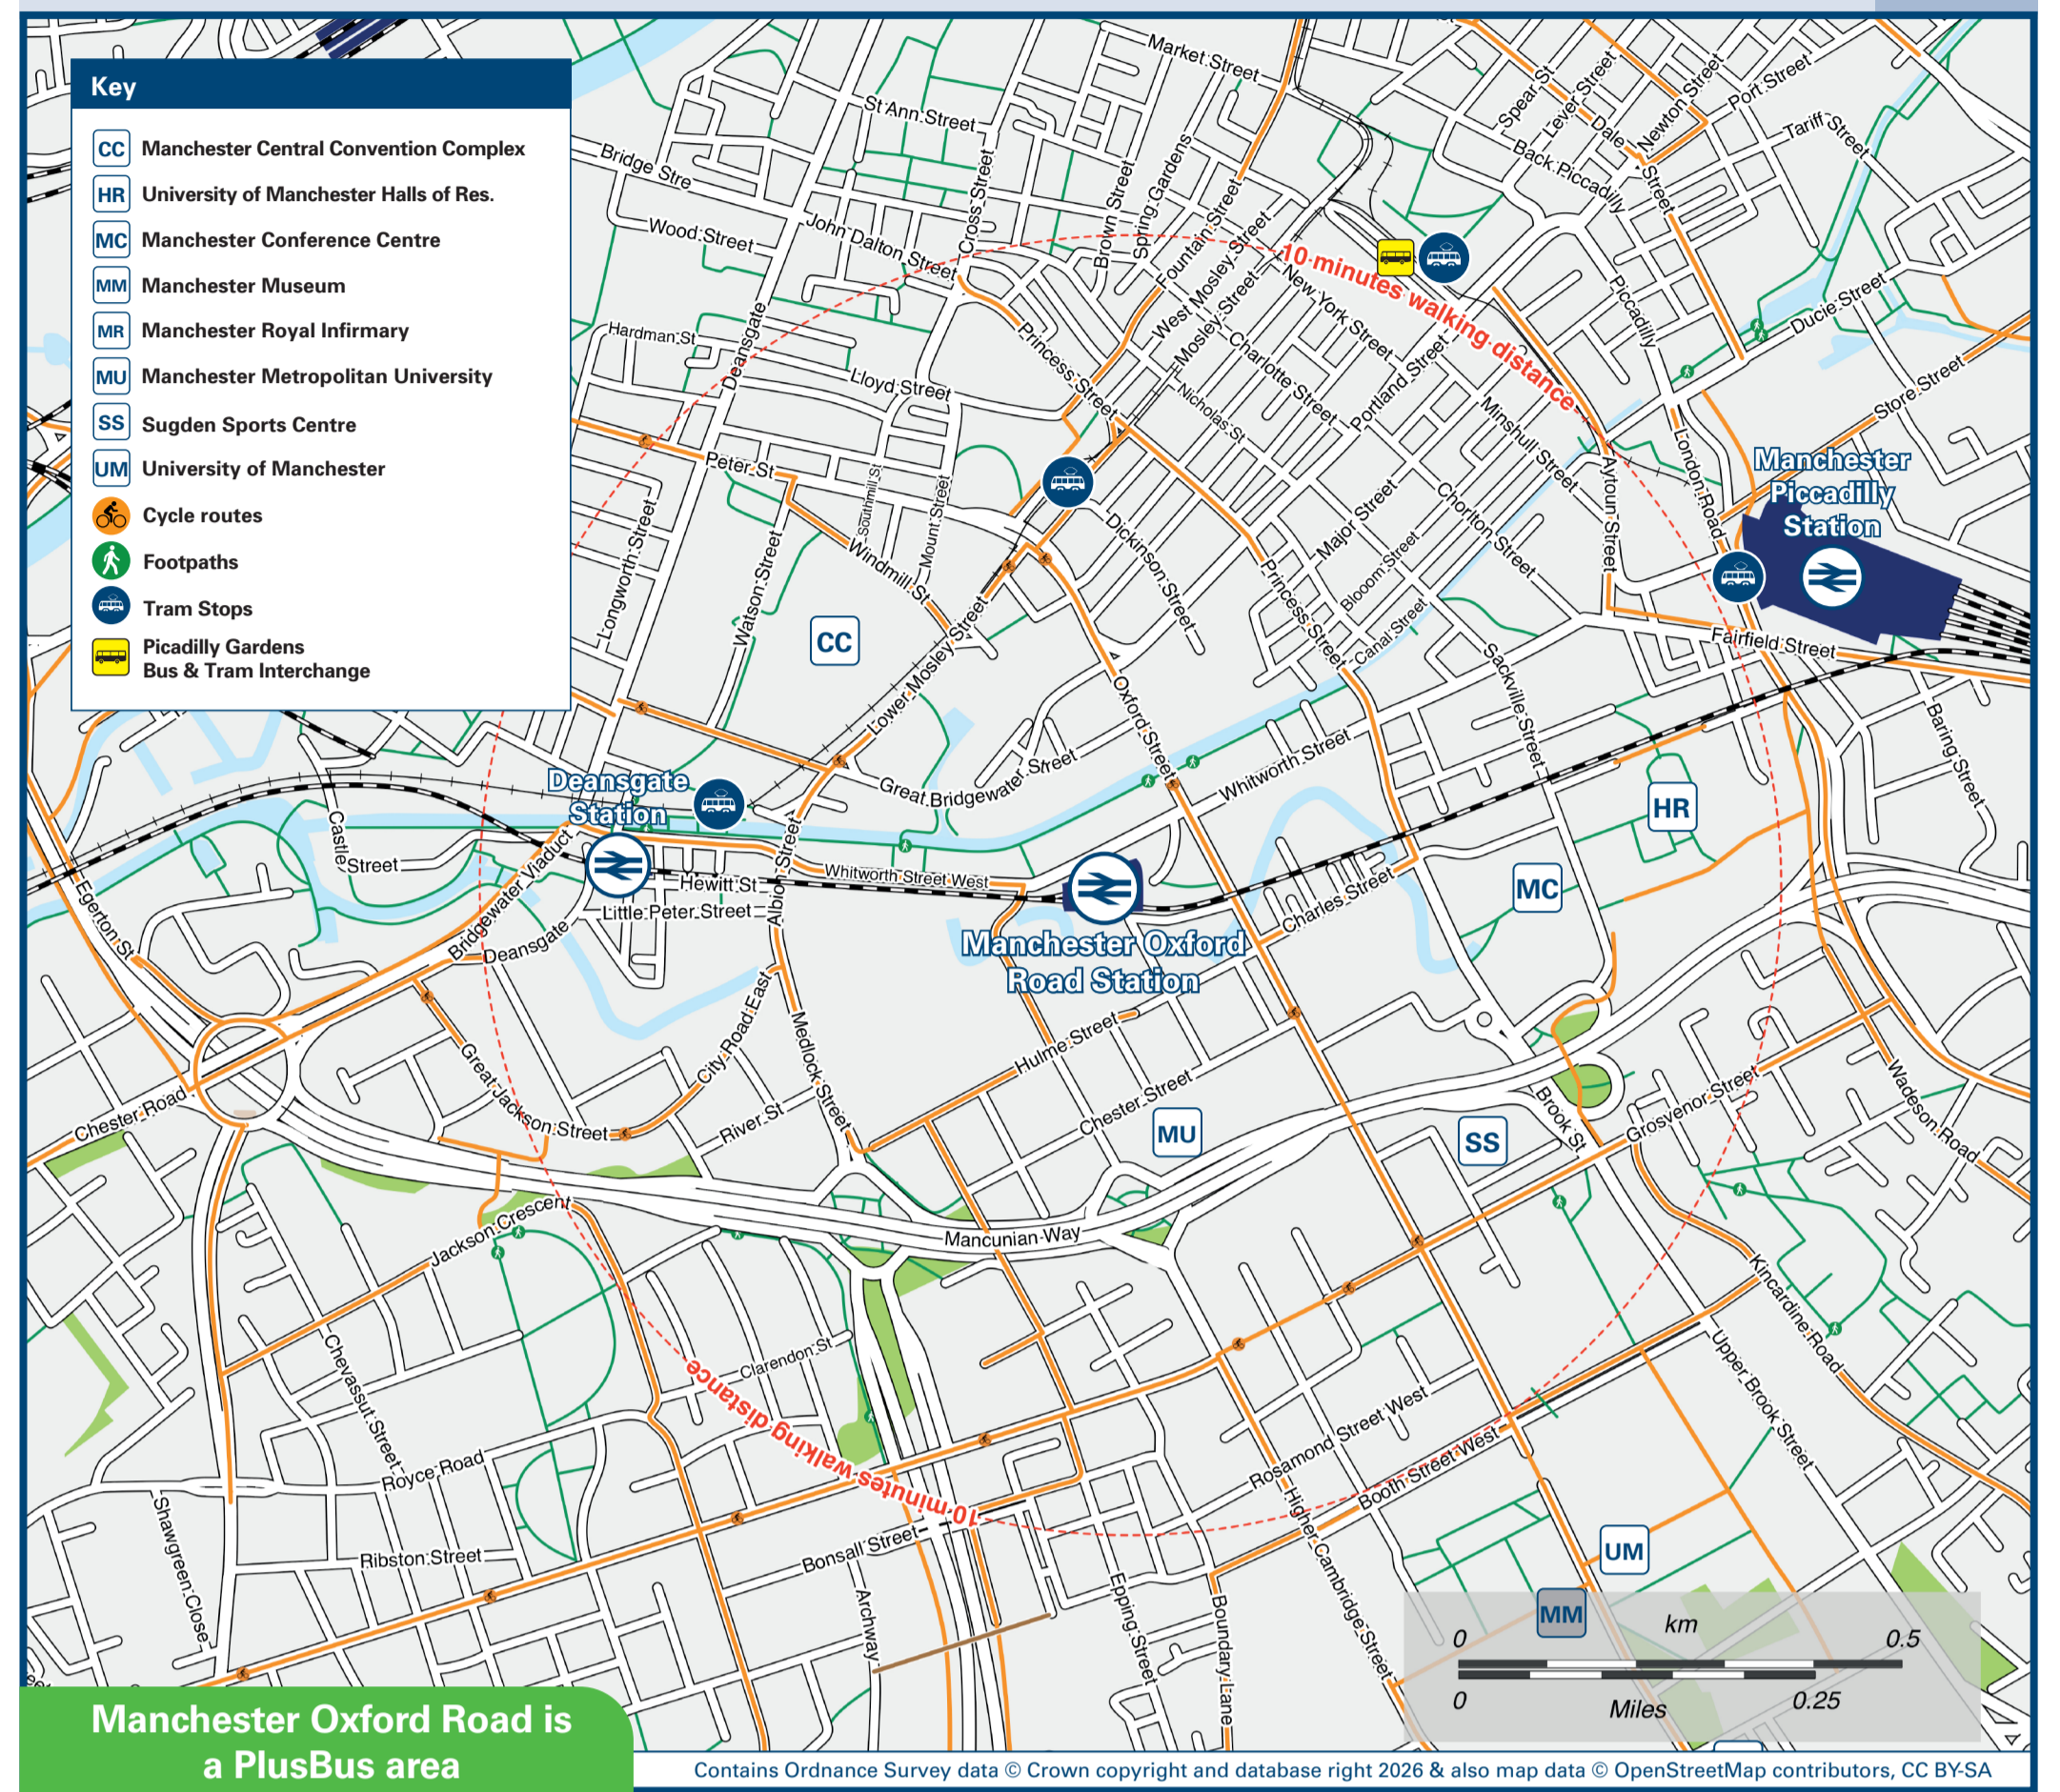 Key
CC Manchester Central Convention Complex
HR University of Manchester Halls of Res.
MC Manchester Conference Centre
MM Manchester Museum
MR Manchester Royal Infirmary
MU Manchester Metropolitan University
SS Sugden Sports Centre
UM University of Manchester
Cycle routes
Footpaths
Tram Stops
Picadilly Gardens
Bus & Tram Interchange
Market Street
St Ann Street
Bridge Stre
Wood Street
John Dalton Street
Cross Street
Brown Street
Spring Gardens
Fountain Street
West Mosley Street
Mosley Street
Spear St
Lever Street
Dale Street
Newton Street
Port Street
Tariff Street
Back Piccadilly
Piccadilly
Ducie Street
Store Street
10 minutes walking distance
New York Street
Charlotte Street
Portland Street
Nicholas St
Minshull Street
Hardman St
Deansgate
Lloyd Street
Princess Street
Peter St
Southmill St
Mount Street
Windmill St
Watson Street
Longworth Street
Dickinson Street
Major Street
Bloom Street
Canal Street
Chorlton Street
Aytoun Street
London Road
Manchester
Piccadilly
Station
Fairfield Street
CC
Lower Mosley Street
Oxford Street
Princess Street
Sackville Street
Baring Street
Great Bridgewater Street
Whitworth Street
Deansgate
Station
HR
MC
Castle Street
Bridgewater Viaduct
Whitworth Street West
Hewitt St
Little Peter Street
Albion Street
Deansgate
Egerton St
Charles Street
Manchester Oxford
Road Station
City Road East
Medlock Street
Hulme Street
Great Jackson Street
Chester Road
River St
Chester Street
MU
SS
Brook St
Grosvenor Street
Wadeson Road
Jackson Crescent
Mancunian Way
Kincardine Road
Chevassut Street
Clarendon St
10 minutes walking distance
Upper Brook Street
Royce Road
Rosamond Street West
Booth Street West
Shawgreen Close
Ribston Street
Bonsall Street
Archway
Epping Street
Boundary Lane
Higher Cambridge Street
UM
MM
km
0 0.5
0 0.25
Miles
Manchester Oxford Road is
a PlusBus area
Contains Ordnance Survey data © Crown copyright and database right 2026 & also map data © OpenStreetMap contributors, CC BY-SA